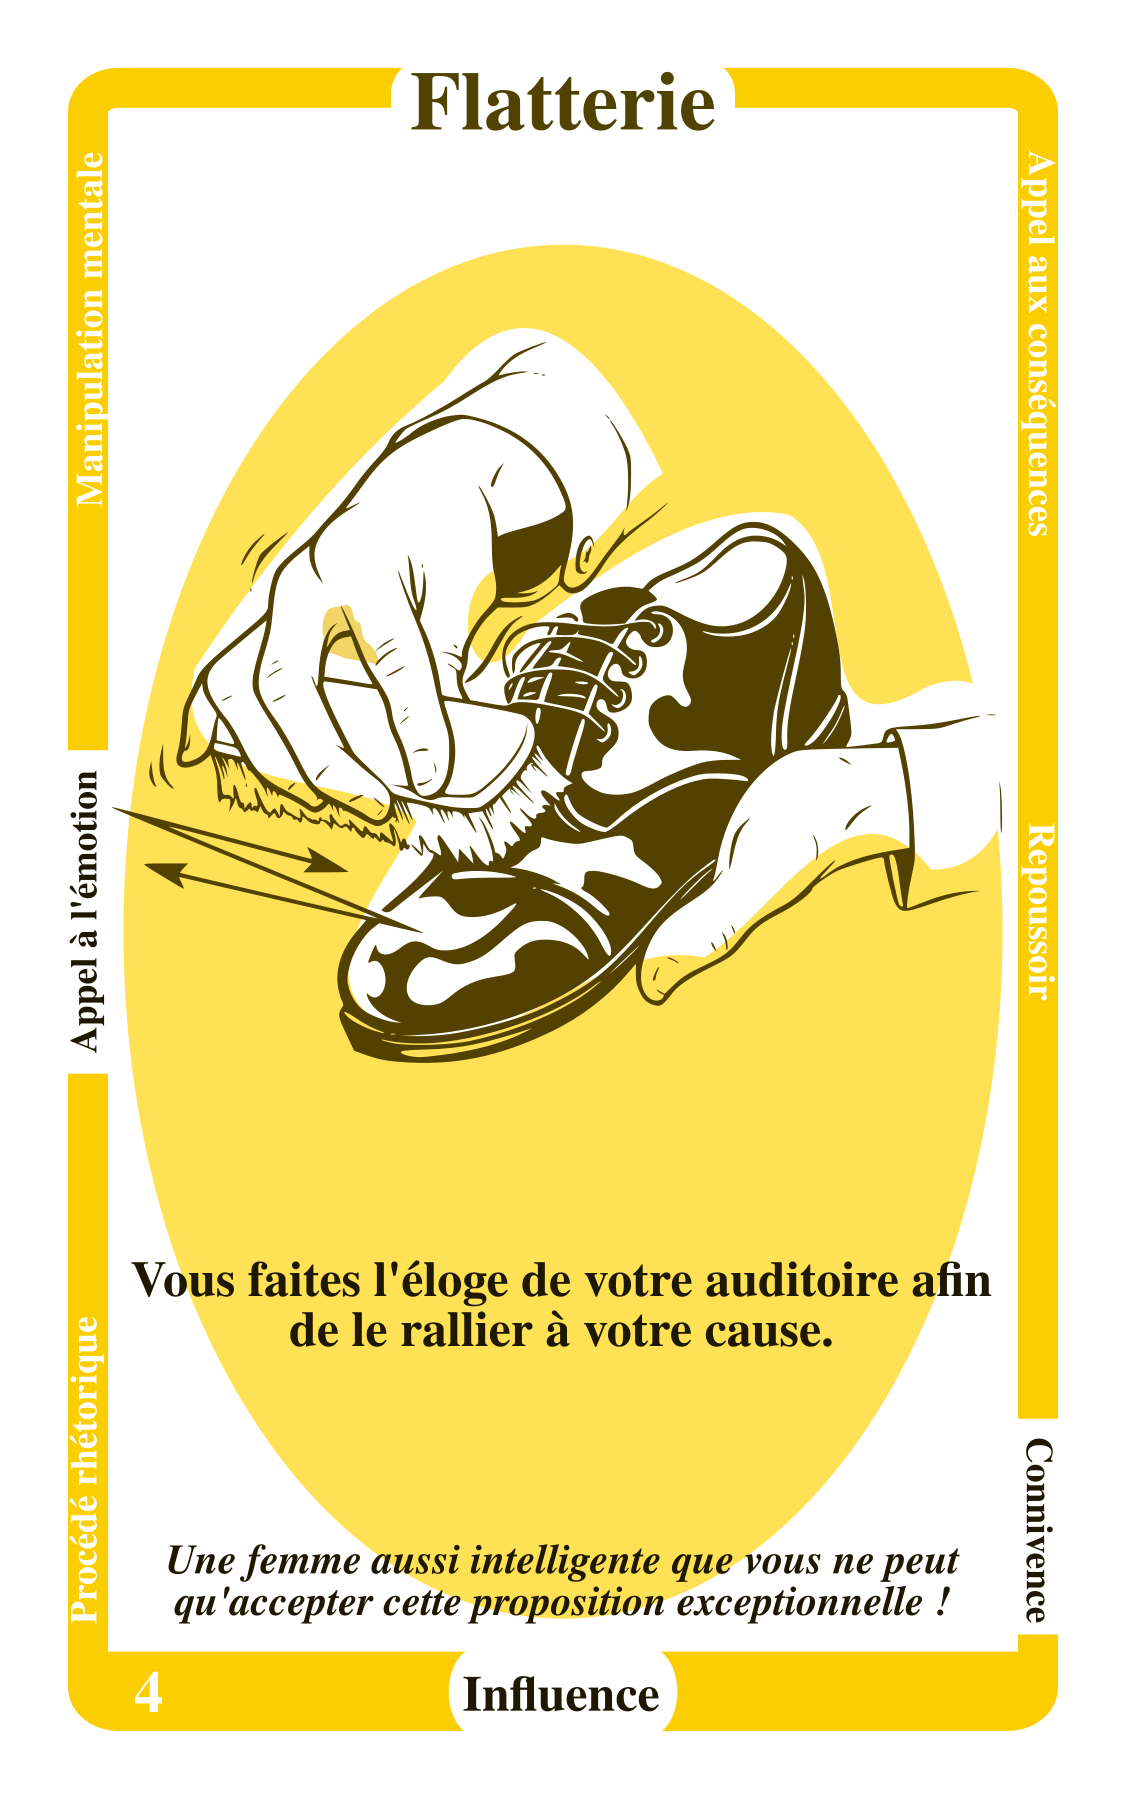 Flatterie
Manipulation mentale
Appel à l'émotion
Procédé rhétorique
Appel aux conséquences
Repoussoir
Connivence
Vous faites l'éloge de votre auditoire afin
de le rallier à votre cause.
Une femme aussi intelligente que vous ne peut
qu'accepter cette proposition exceptionnelle !
4
Influence